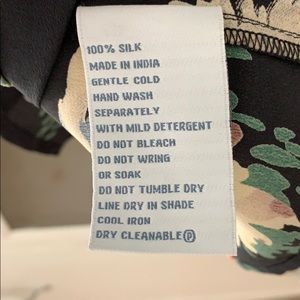 100% SILK
MADE IN INDIA
GENTLE COLD
HAND WASH
SEPARATELY
WITH MILD DETERGENT
DO NOT BLEACH
DO NOT WRING
OR SOAK
DO NOT TUMBLE DRY
LINE DRY IN SHADE
COOL IRON
DRY CLEANABLE Ⓟ